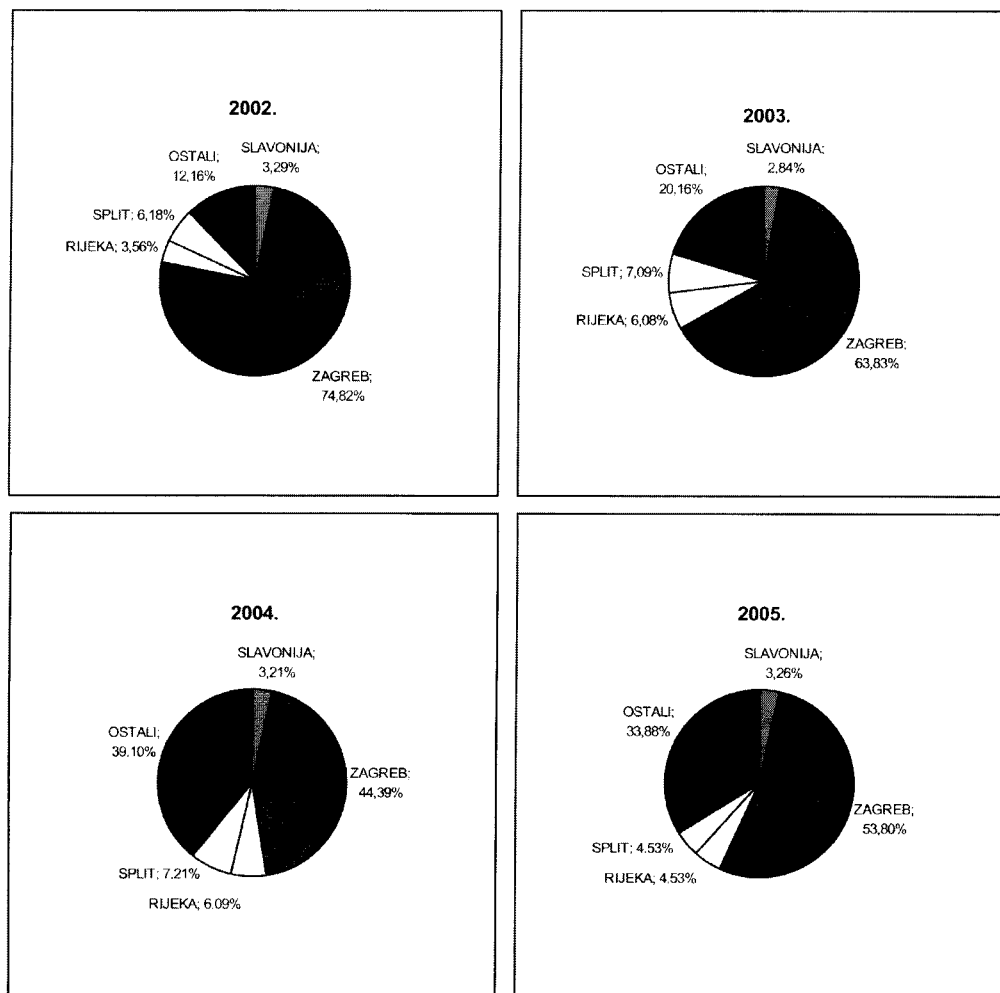 2002.
SLAVONIJA;
3,29%
OSTALI;
12,16%
SPLIT; 6,18%
RIJEKA; 3,56%
ZAGREB;
74,82%
2003.
SLAVONIJA;
2,84%
OSTALI;
20,16%
SPLIT; 7,09%
RIJEKA; 6,08%
ZAGREB;
63,83%
2004.
SLAVONIJA;
3,21%
OSTALI;
39.10%
ZAGREB;
44,39%
SPLIT; 7.21%
RIJEKA; 6.09%
2005.
SLAVONIJA;
3,26%
OSTALI;
33,88%
ZAGREB;
53,80%
SPLIT; 4.53%
RIJEKA; 4.53%